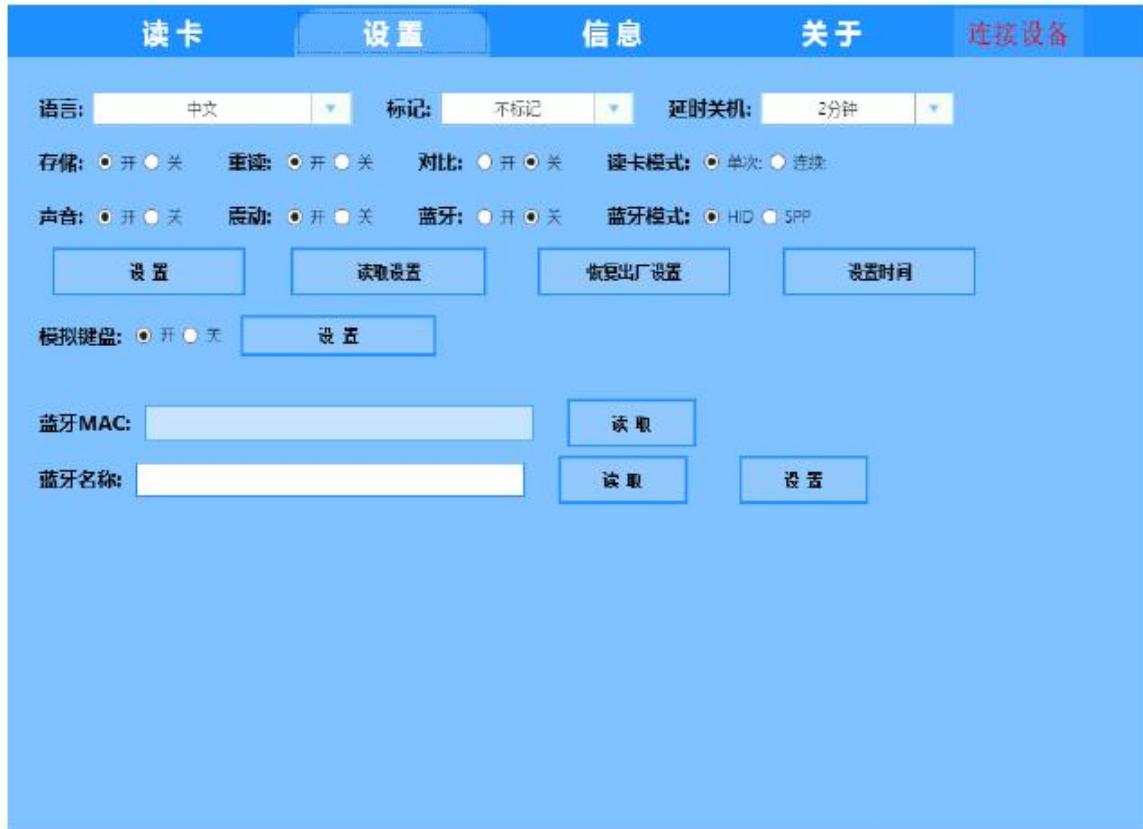 读卡 设置 信息 关于 连接设备
语言: 中文 标记: 不标记 延时关机: 2分钟
存储: 开 关 重读: 开 关 对比: 开 关 读卡模式: 单次 连续
声音: 开 关 震动: 开 关 蓝牙: 开 关 蓝牙模式: HID SPP
设置 读取设置 恢复出厂设置 设置时间
模拟键盘: 开 关 设置
蓝牙MAC: 读取
蓝牙名称: 读取 设置